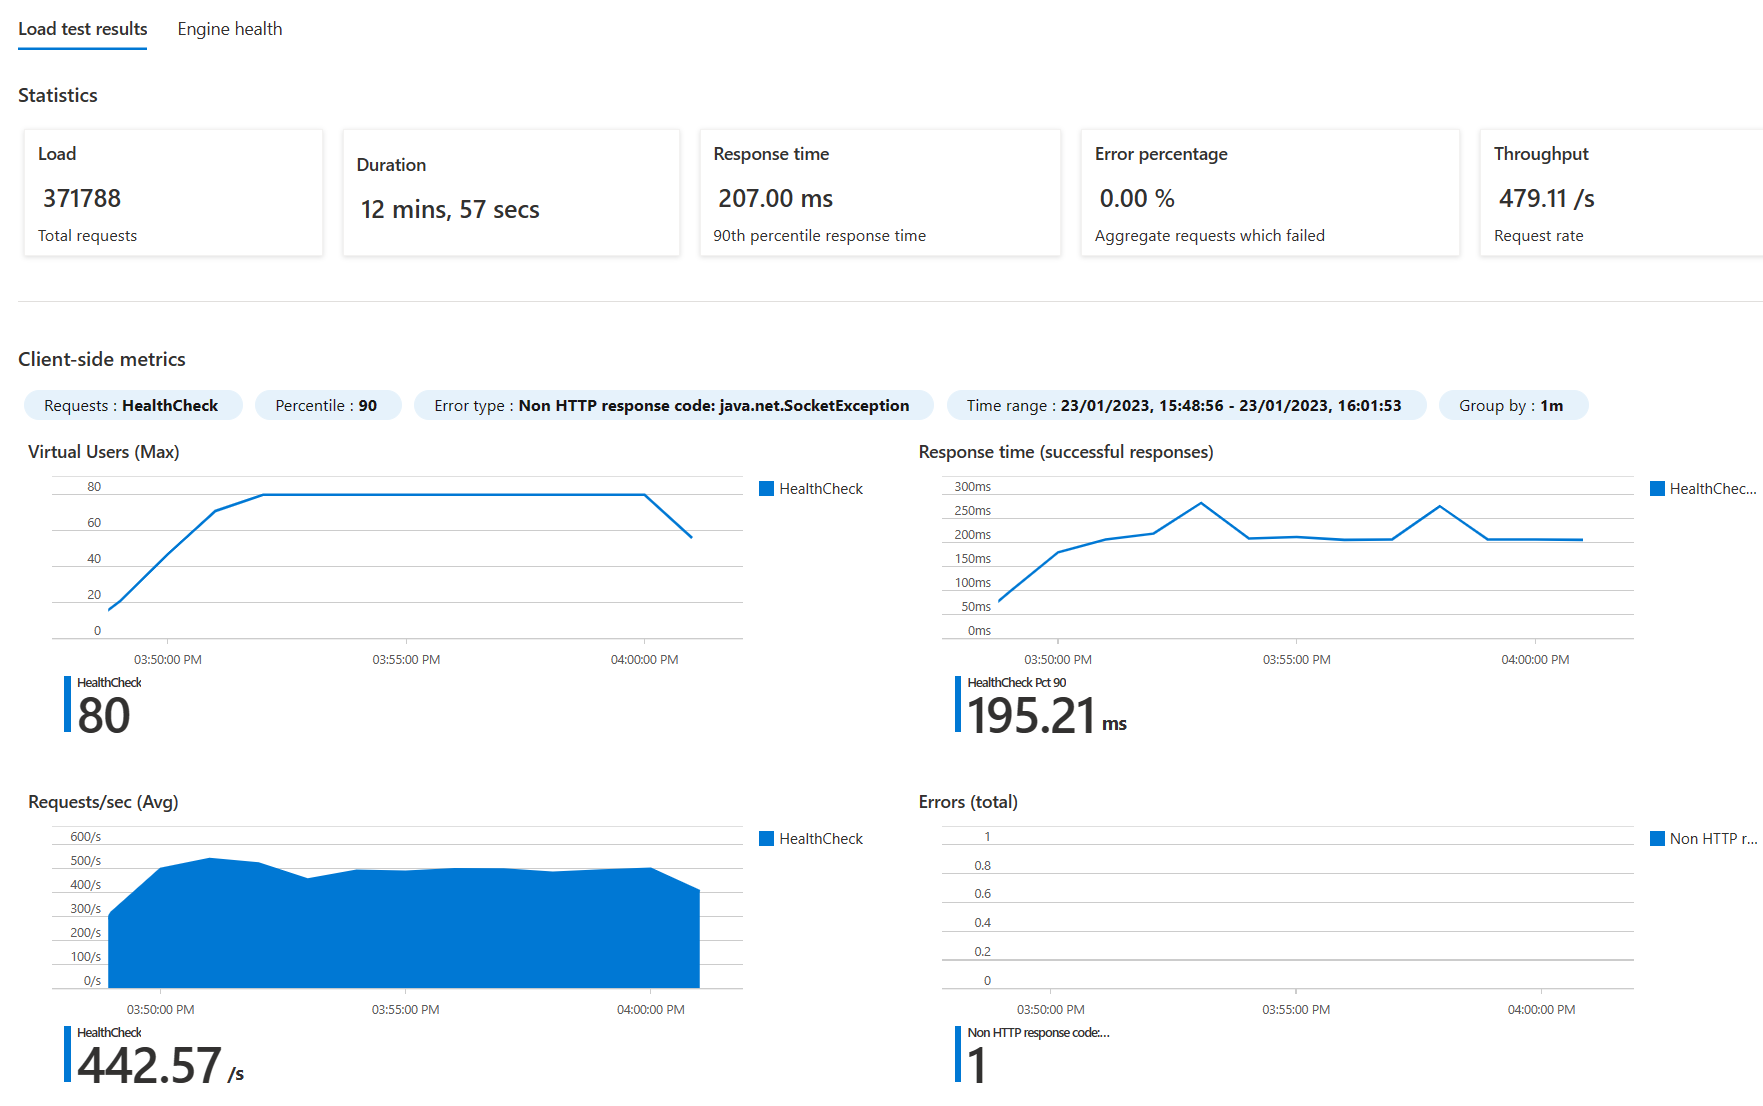 Load test results
Engine health
Statistics
Load
371788
Total requests
Duration
12 mins, 57 secs
Response time
207.00 ms
90th percentile response time
Error percentage
0.00 %
Aggregate requests which failed
Throughput
479.11 /s
Request rate
Client-side metrics
Requests : HealthCheck
Percentile : 90
Error type : Non HTTP response code: java.net.SocketException
Time range : 23/01/2023, 15:48:56 - 23/01/2023, 16:01:53
Group by : 1m
Virtual Users (Max)
80
60
40
20
0
03:50:00 PM
03:55:00 PM
04:00:00 PM
HealthCheck
HealthCheck
80
Response time (successful responses)
300ms
250ms
200ms
150ms
100ms
50ms
0ms
03:50:00 PM
03:55:00 PM
04:00:00 PM
HealthChec...
HealthCheck Pct 90
195.21 ms
Requests/sec (Avg)
600/s
500/s
400/s
300/s
200/s
100/s
0/s
03:50:00 PM
03:55:00 PM
04:00:00 PM
HealthCheck
HealthCheck
442.57 /s
Errors (total)
1
0.8
0.6
0.4
0.2
0
03:50:00 PM
03:55:00 PM
04:00:00 PM
Non HTTP r...
Non HTTP response code:...
1